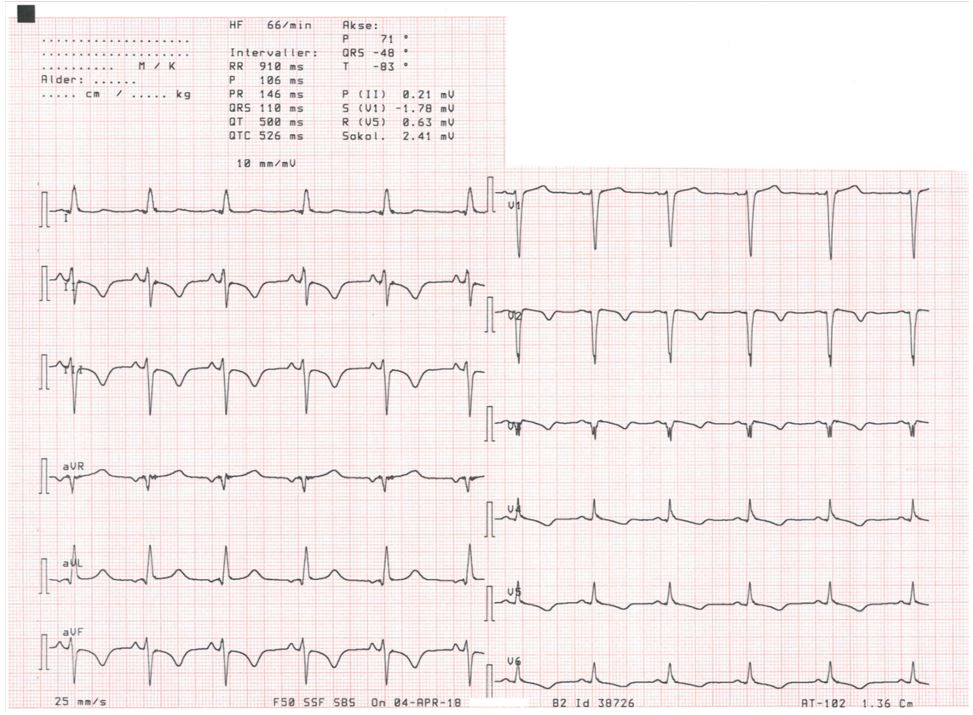 HF 66/min Akse:
P 71 °
Intervaller: QRS -48 °
M / K RR 910 ms T -83 °
Alder: ...... P 106 ms
..... cm / ..... kg PR 146 ms P (II) 0.21 mV
QRS 110 ms S (V1) -1.78 mV
QT 500 ms R (V5) 0.63 mV
QTC 526 ms Sokol. 2.41 mV
10 mm/mV
I
V1
II
V2
III
V3
aVR
V4
aVL
V5
aVF
V6
25 mm/s F50 SSF SBS On 04-APR-18 B2 Id 38726 AT-102 1.36 Cm